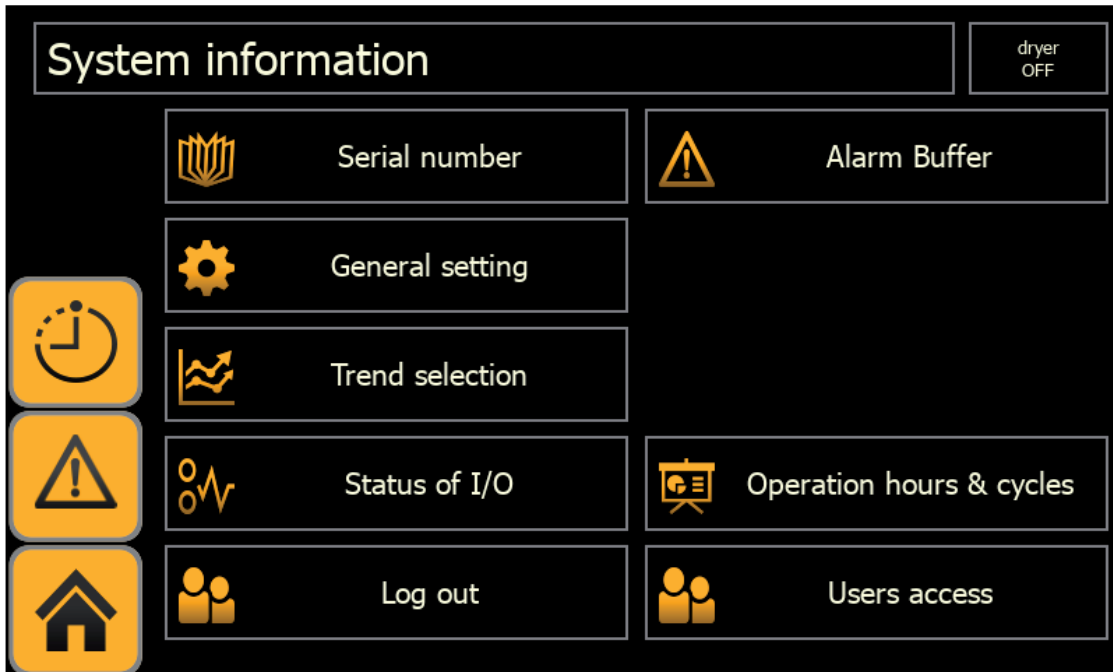 System information
dryer
OFF
Serial number
Alarm Buffer
General setting
Trend selection
Status of I/O
Operation hours & cycles
Log out
Users access